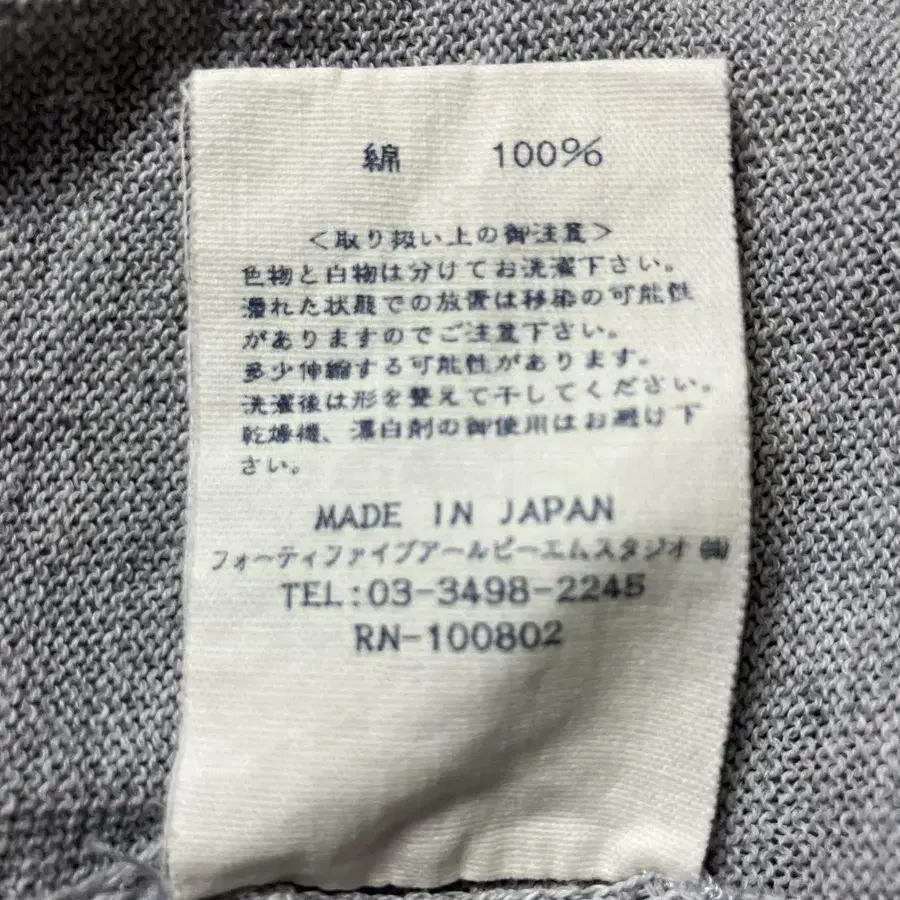 綿 100%
＜取り扱い上の御注意＞
色物と白物は分けてお洗濯下さい。
濡れた状態での放置は移染の可能性
がありますのでご注意下さい。
多少伸縮する可能性があります。
洗濯後は形を整えて干してください。
乾燥機、漂白剤の御使用はお避け下
さい。
MADE IN JAPAN
フォーティファイブアールピーエムスタジオ㈱
TEL:03-3498-2245
RN-100802